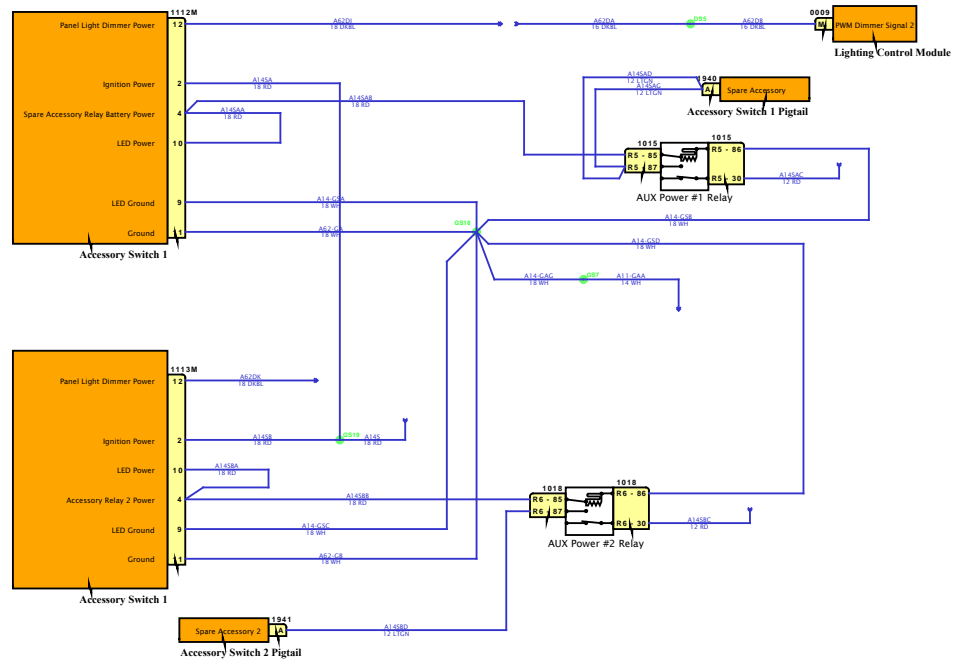 1112M
Panel Light Dimmer Power 12
A62DL
18 DKBL
A62DA
16 DKBL
DS5
A62DB
16 DKBL
0009
M
PWM Dimmer Signal 2
Lighting Control Module
Ignition Power 2
A14SA
18 RD
Spare Accessory Relay Battery Power 4
A14SAB
18 RD
A14SAA
18 RD
LED Power 10
A14SAD
12 LTGN
A14SAG
12 LTGN
1940
A
Spare Accessory
Accessory Switch 1 Pigtail
1015
R5 - 85
R5 87
1015
R5 - 86
R5 30
A14SAC
12 RD
AUX Power #1 Relay
LED Ground 9
A14-GSA
18 WH
Ground 1
A62-GA
18 WH
Accessory Switch 1
GS18
A14-GSB
18 WH
A14-GSD
18 WH
A14-GAG
18 WH
GS7
A11-GAA
14 WH
1113M
Panel Light Dimmer Power 12
A62DK
18 DKBL
Ignition Power 2
A14SB
18 RD
GS19
A14S
18 RD
LED Power 10
A14SBA
18 RD
Accessory Relay 2 Power 4
A14SBB
18 RD
LED Ground 9
A14-GSC
18 WH
Ground 1
A62-GB
18 WH
Accessory Switch 1
1018
R6 - 85
R6 87
1018
R6 - 86
R6 30
A14SBC
12 RD
AUX Power #2 Relay
1941
Spare Accessory 2
A
A14SBD
12 LTGN
Accessory Switch 2 Pigtail